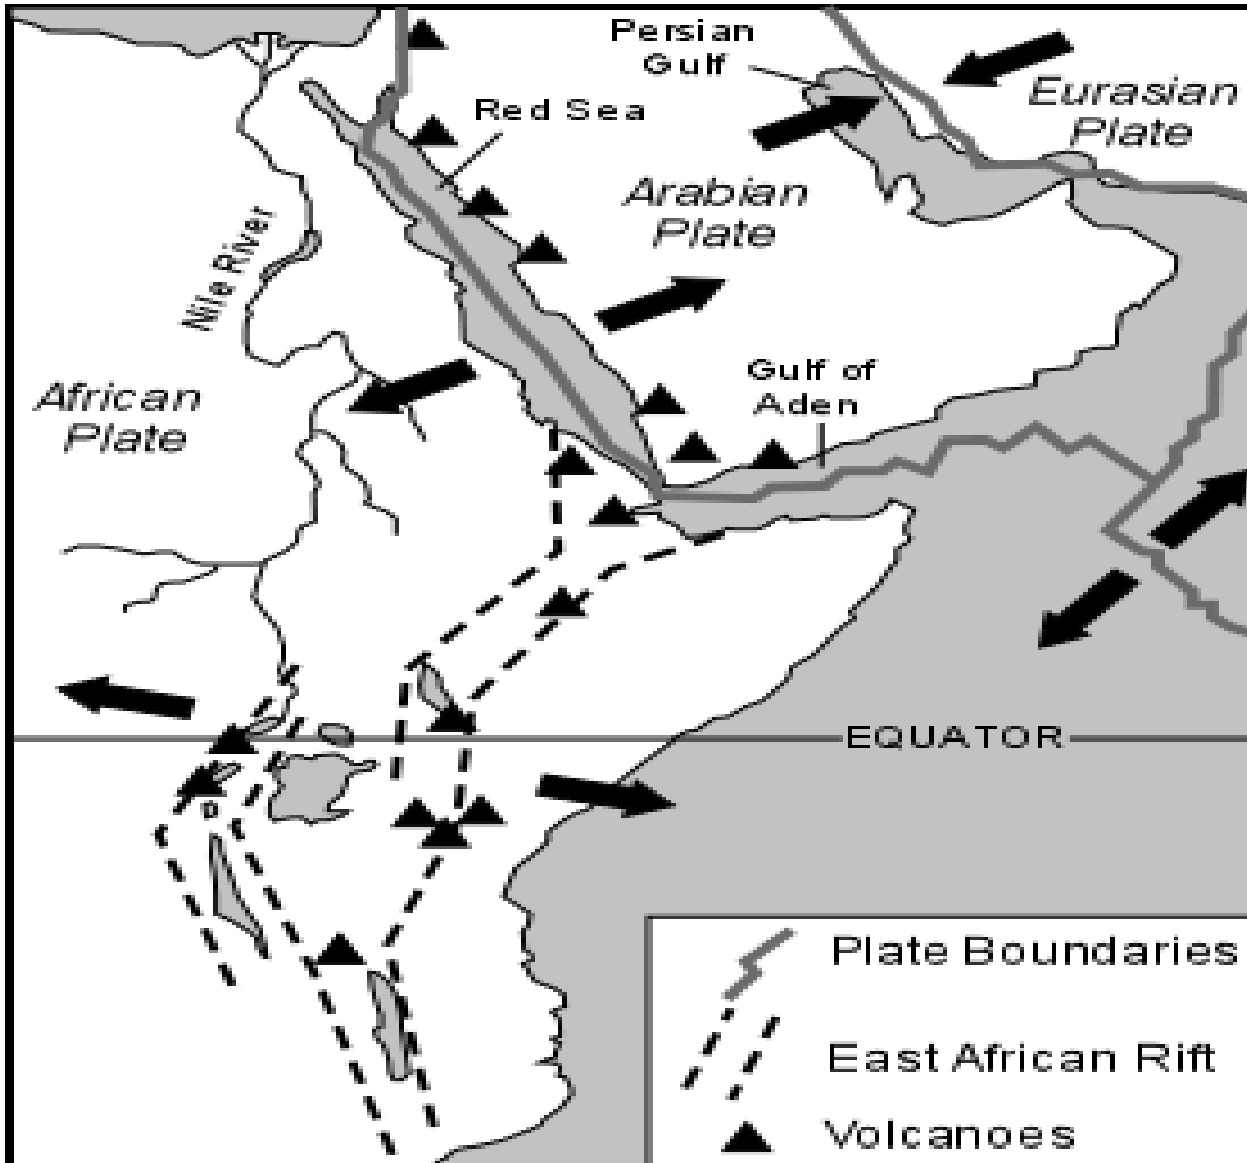 Persian
Gulf
Eurasian
Plate
Red Sea
Arabian
Plate
Nile River
African
Plate
Gulf of
Aden
EQUATOR
Plate Boundaries
East African Rift
Volcanoes